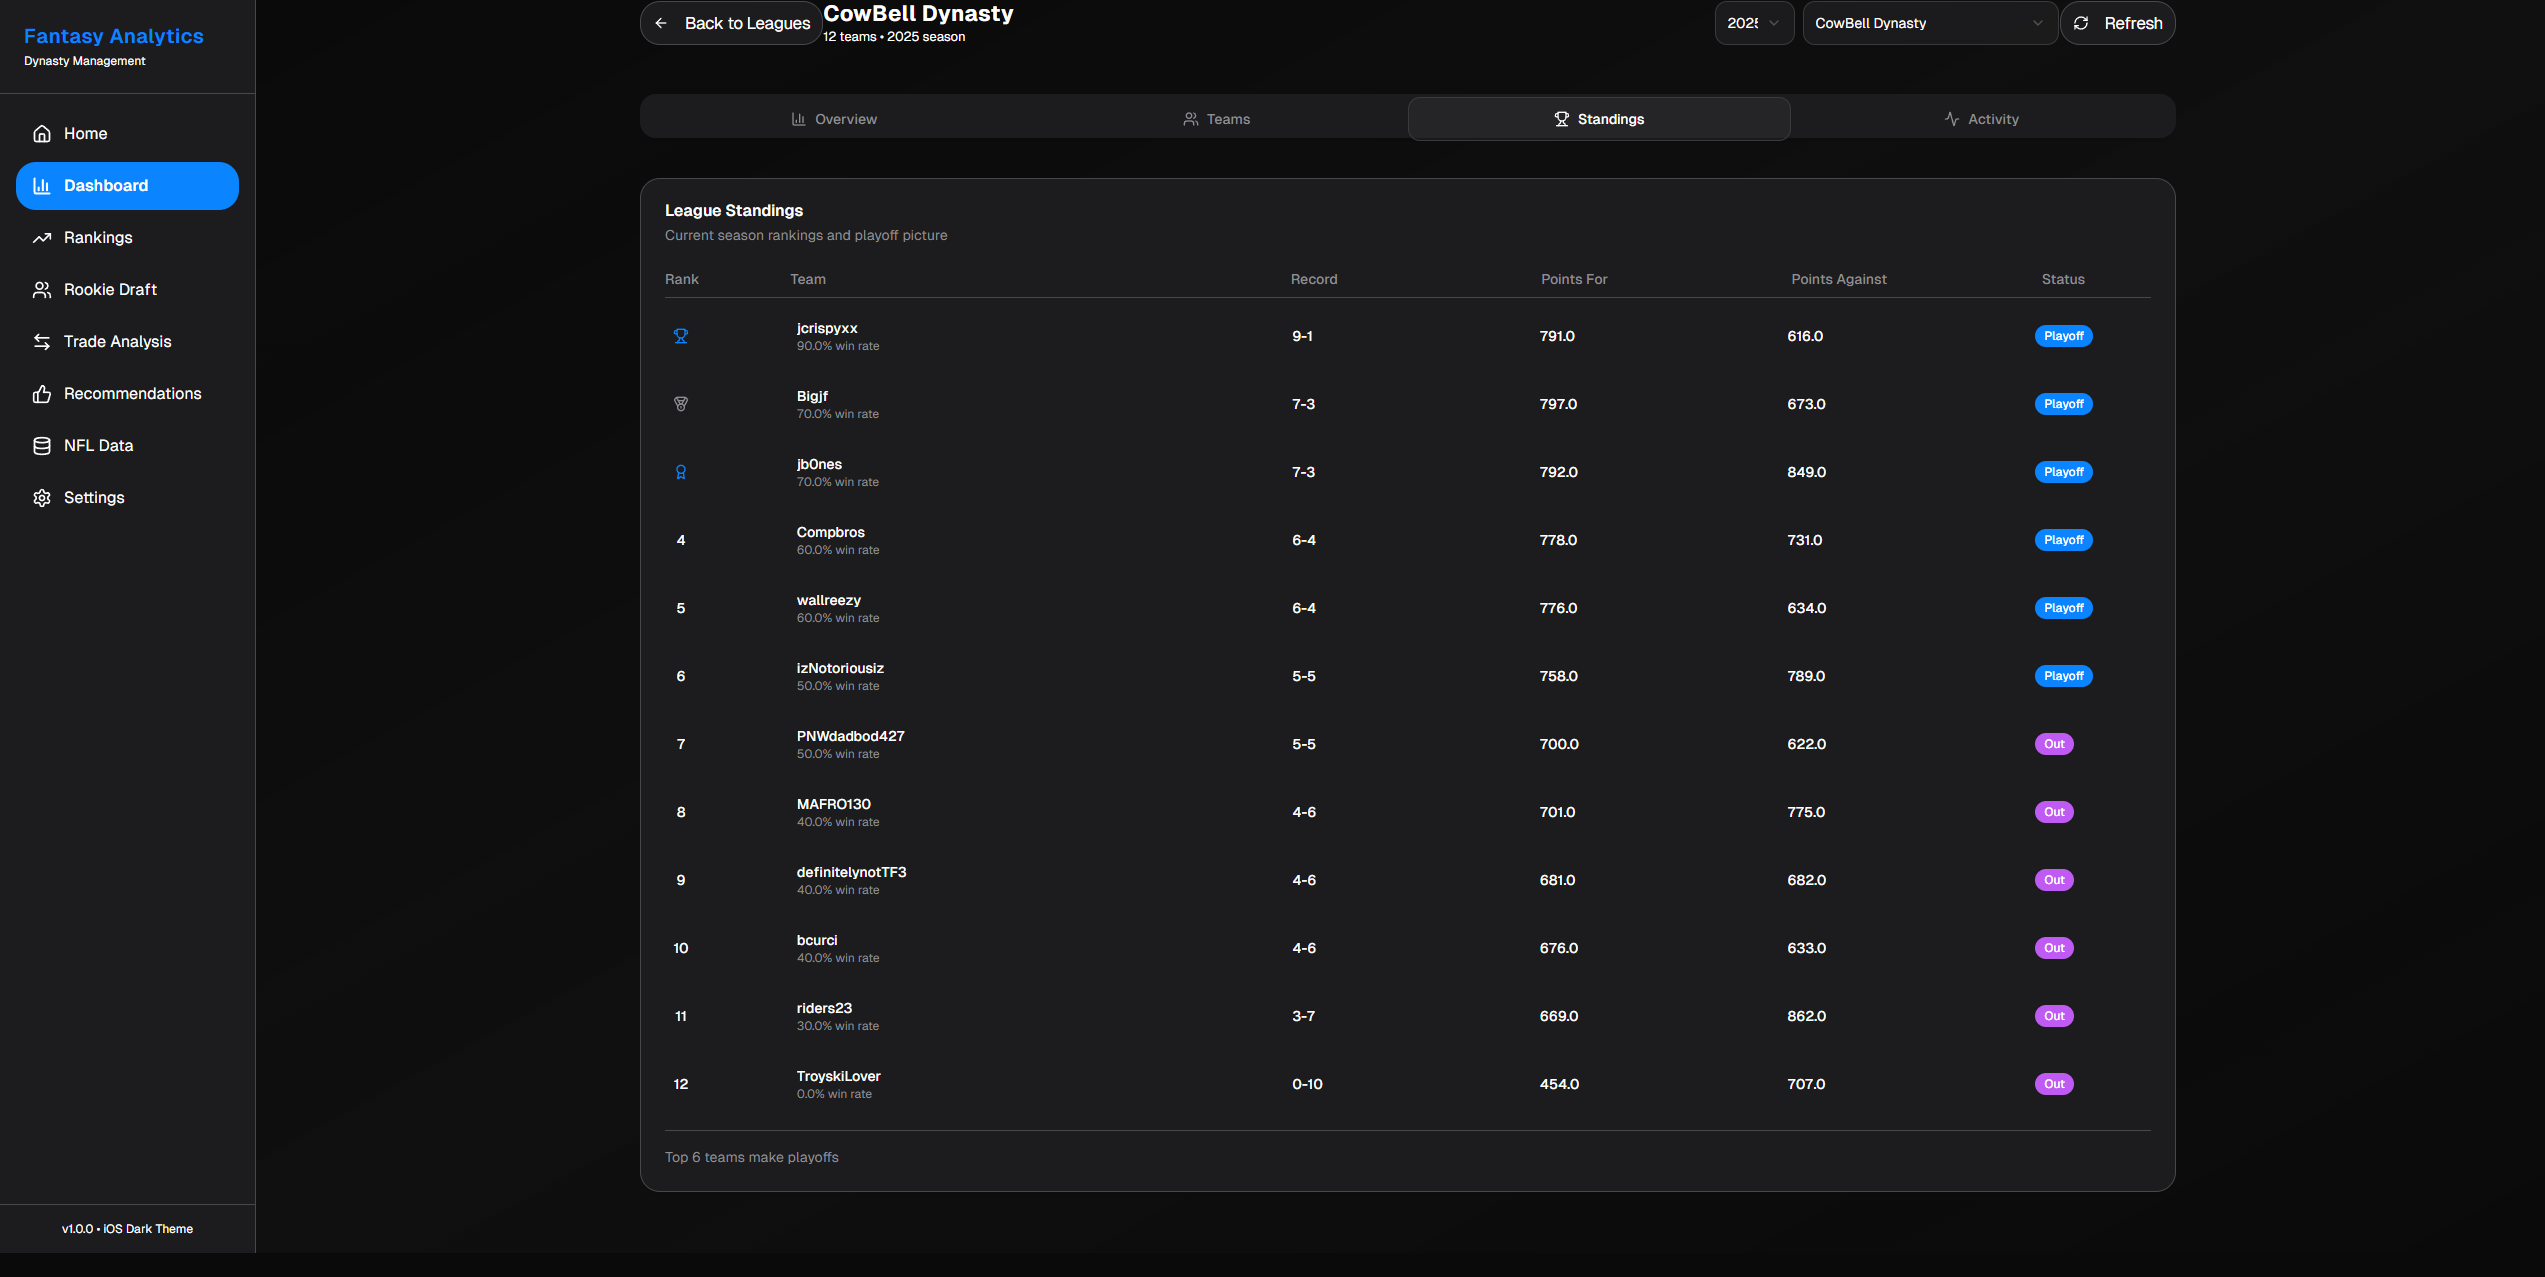 Fantasy Analytics
Dynasty Management
Home
Dashboard
Rankings
Rookie Draft
Trade Analysis
Recommendations
NFL Data
Settings
v1.0.0 • iOS Dark Theme
Back to Leagues
CowBell Dynasty
12 teams • 2025 season
2025
CowBell Dynasty
Refresh
Overview
Teams
Standings
Activity
League Standings
Current season rankings and playoff picture
Rank Team Record Points For Points Against Status
jcrispyxx
90.0% win rate
9-1 791.0 616.0 Playoff
Bigjf
70.0% win rate
7-3 797.0 673.0 Playoff
jb0nes
70.0% win rate
7-3 792.0 849.0 Playoff
4 Compbros
60.0% win rate
6-4 778.0 731.0 Playoff
5 wallreezy
60.0% win rate
6-4 776.0 634.0 Playoff
6 izNotoriousiz
50.0% win rate
5-5 758.0 789.0 Playoff
7 PNWdadbod427
50.0% win rate
5-5 700.0 622.0 Out
8 MAFRO130
40.0% win rate
4-6 701.0 775.0 Out
9 definitelynotTF3
40.0% win rate
4-6 681.0 682.0 Out
10 bcurci
40.0% win rate
4-6 676.0 633.0 Out
11 riders23
30.0% win rate
3-7 669.0 862.0 Out
12 TroyskiLover
0.0% win rate
0-10 454.0 707.0 Out
Top 6 teams make playoffs